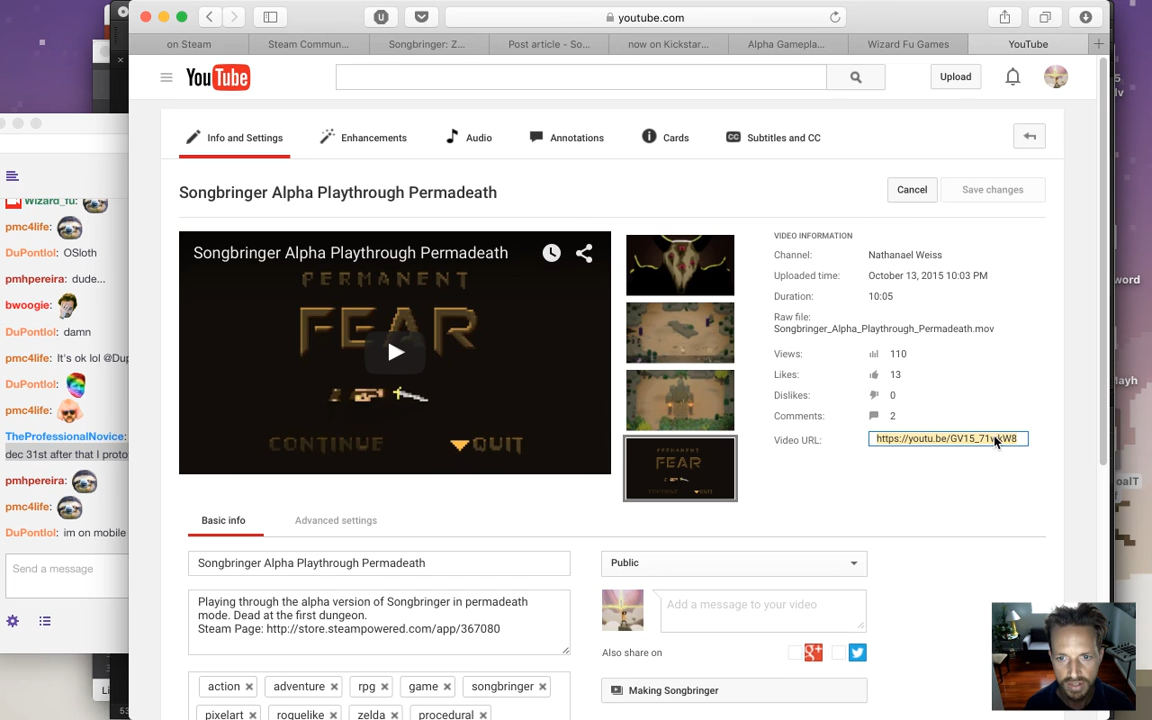 youtube.com
on Steam
Steam Commun...
Songbringer: Z...
Post article - So...
now on Kickstar...
Alpha Gamepla...
Wizard Fu Games
YouTube
YouTube
Upload
Info and Settings
Enhancements
Audio
Annotations
Cards
CC Subtitles and CC
Songbringer Alpha Playthrough Permadeath
Cancel
Save changes
Songbringer Alpha Playthrough Permadeath
PERMANENT
FEAR
CONTINUE QUIT
VIDEO INFORMATION
Channel: Nathanael Weiss
Uploaded time: October 13, 2015 10:03 PM
Duration: 10:05
Raw file:
Songbringer_Alpha_Playthrough_Permadeath.mov
Views: 110
Likes: 13
Dislikes: 0
Comments: 2
Video URL:
Basic info
Advanced settings
Songbringer Alpha Playthrough Permadeath
Playing through the alpha version of Songbringer in permadeath
mode. Dead at the first dungeon.
Steam Page: http://store.steampowered.com/app/367080
action
adventure
rpg
game
songbringer
pixelart
roguelike
zelda
procedural
Public
Add a message to your video
Also share on
Making Songbringer
Wizard_fu:
pmc4life:
DuPontlol: OSloth
pmhpereira: dude...
bwoogie:
DuPontlol: damn
pmc4life: It's ok lol @Dup
DuPontlol:
pmc4life:
TheProfessionalNovice:
dec 31st after that I proto
pmhpereira:
pmc4life:
DuPontlol: im on mobile
Send a message